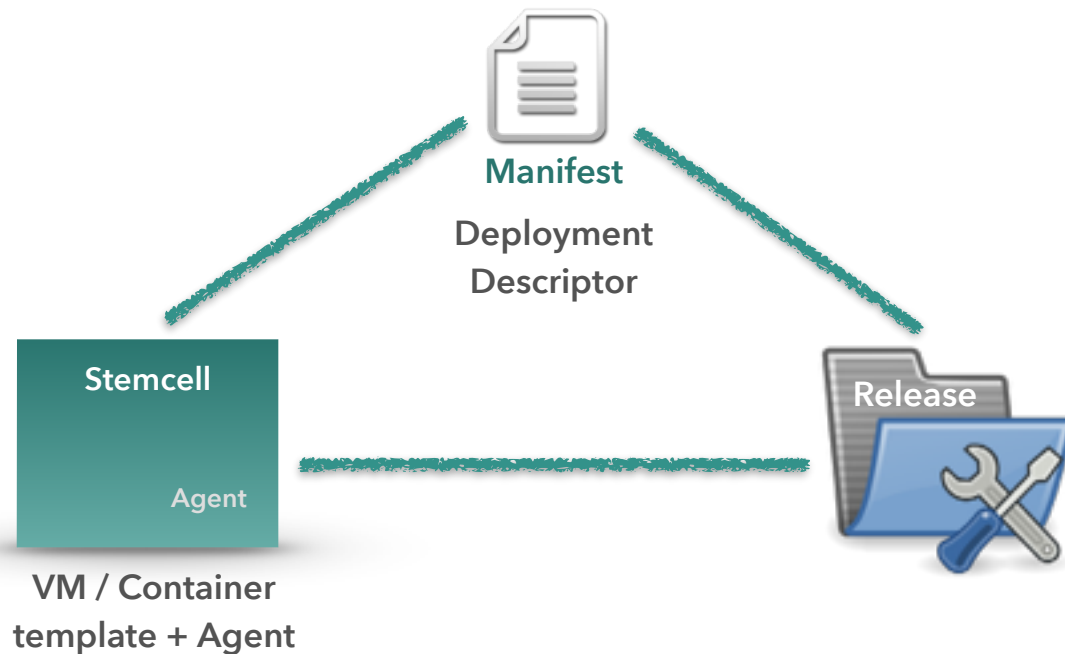 Manifest
Deployment
Descriptor
Stemcell
Agent
Release
VM / Container
template + Agent